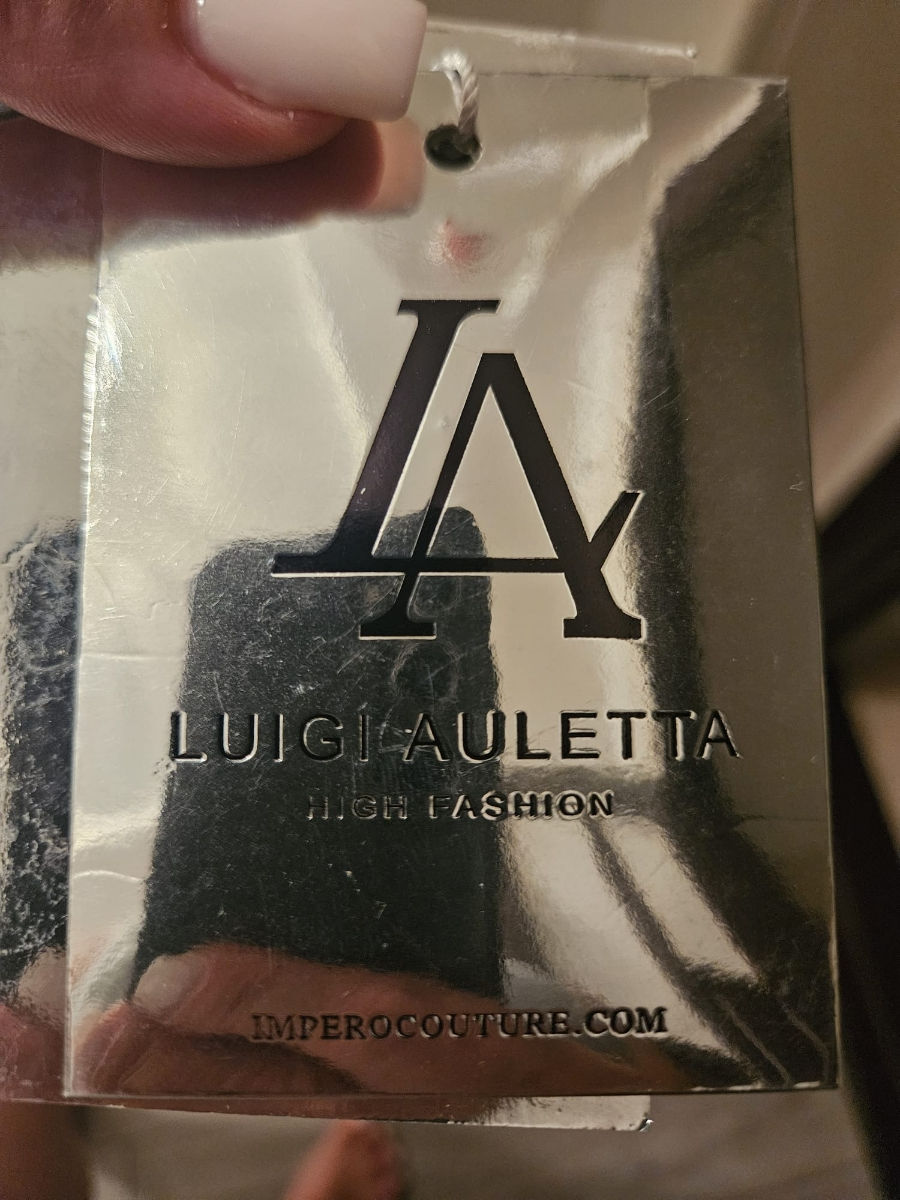 LA
LUIGI AULETTA
HIGH FASHION
IMPEROCOUTURE.COM